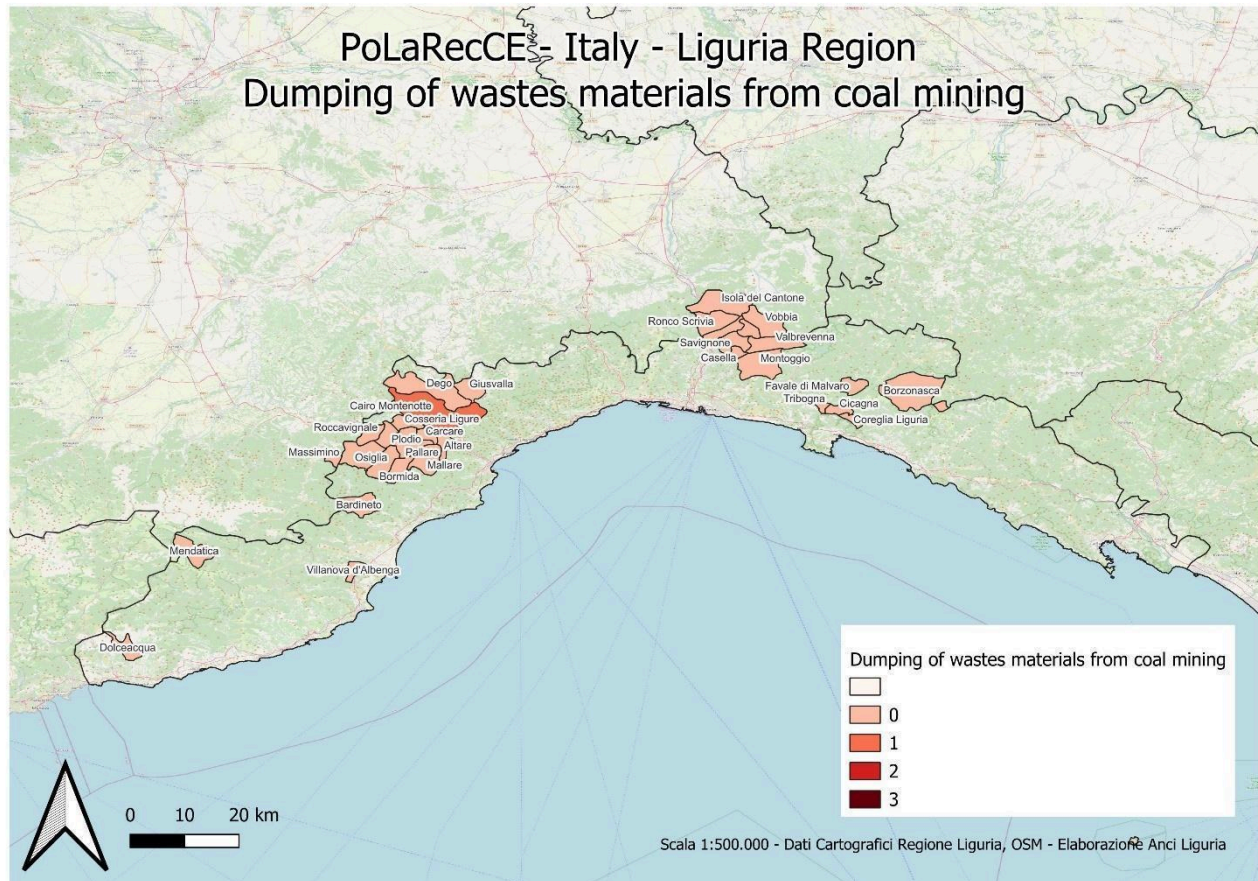 PoLaRecCE - Italy - Liguria Region
Dumping of wastes materials from coal mining
Isola del Cantone
Ronco Scrivia
Vobbia
Savignone
Valbrevenna
Casella
Montoggio
Favale di Malvaro
Borzonasca
Tribogna
Cicagna
Coreglia Liguria
Dego
Giusvalla
Cairo Montenotte
Cosseria Ligure
Roccavignale
Carcare
Plodio
Altare
Massimino
Osiglia
Pallare
Mallare
Bormida
Bardineto
Mendatica
Villanova d'Albenga
Dolceacqua
Dumping of wastes materials from coal mining
0
1
2
3
0 10 20 km
Scala 1:500.000 - Dati Cartografici Regione Liguria, OSM - Elaborazione Anci Liguria